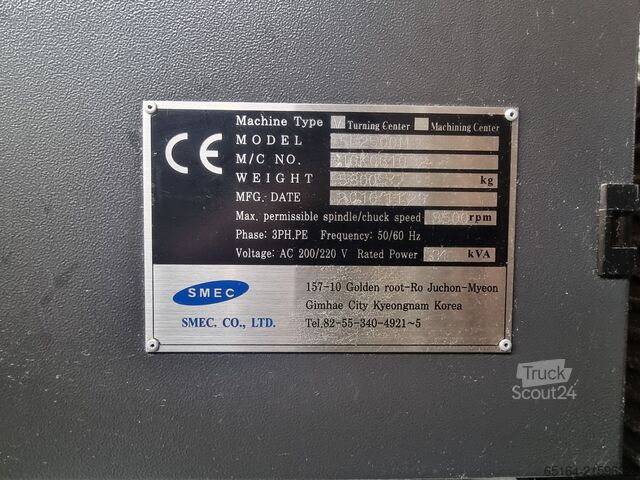 Machine Type V Turning Center Machining Center
CE
MODEL
M/C NO.
WEIGHT kg
MFG. DATE
Max. permissible spindle/chuck speed rpm
Phase: 3PH,PE Frequency: 50/60 Hz
Voltage: AC 200/220 V Rated Power kVA
SMEC
SMEC. CO., LTD.
157-10 Golden root-Ro Juchon-Myeon
Gimhae City Kyeongnam Korea
Tel.82-55-340-4921~5
Truck
Scout24